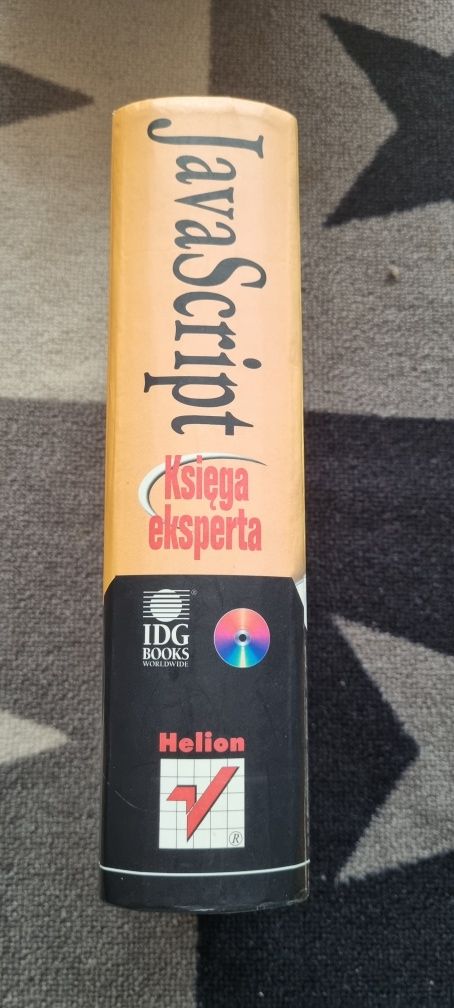 JavaScript
Księga
eksperta
®
IDG
BOOKS
WORLDWIDE
Helion
®